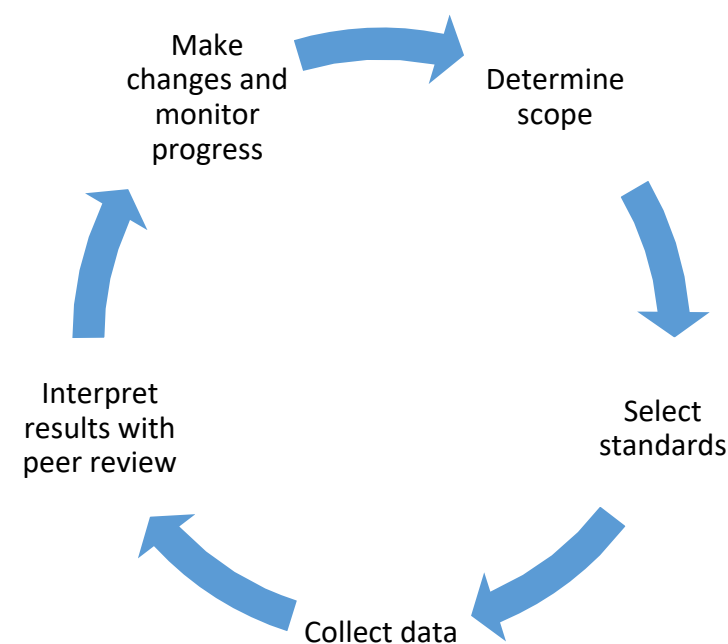 Make
changes and
monitor
progress
Determine
scope
Select
standards
Collect data
Interpret
results with
peer review